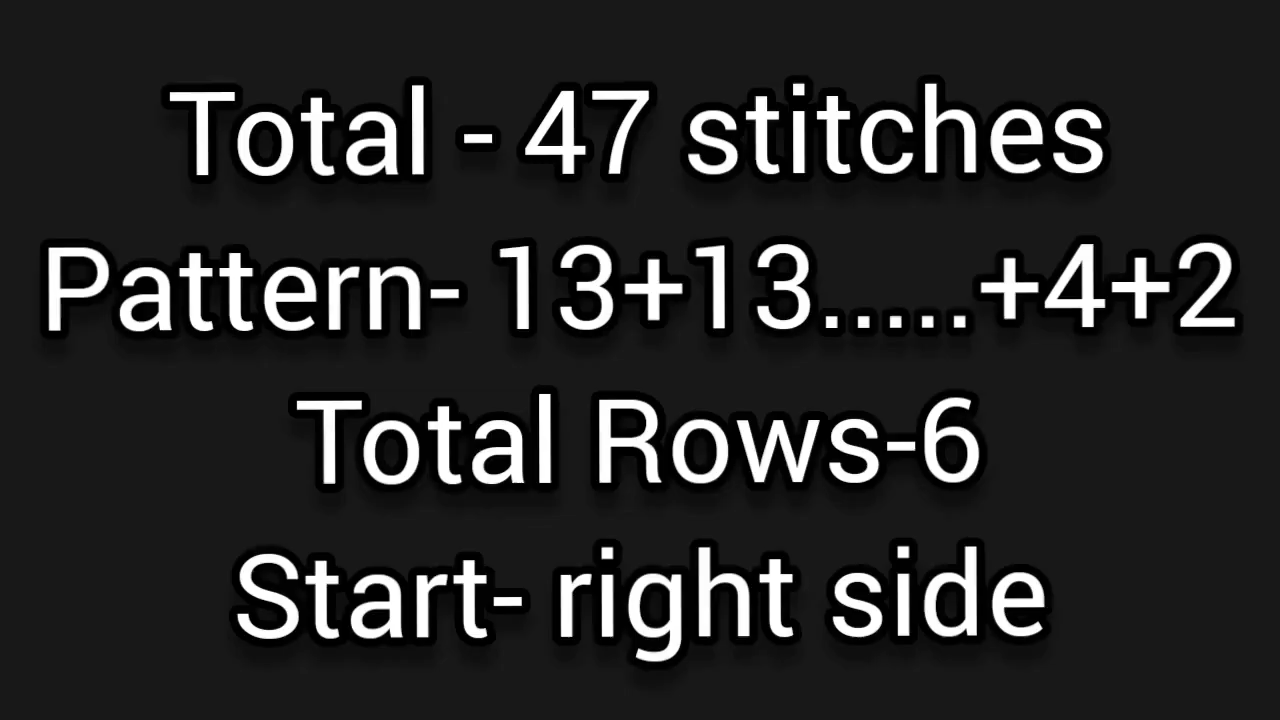 Total - 47 stitches
Pattern- 13+13.....+4+2
Total Rows-6
Start- right side